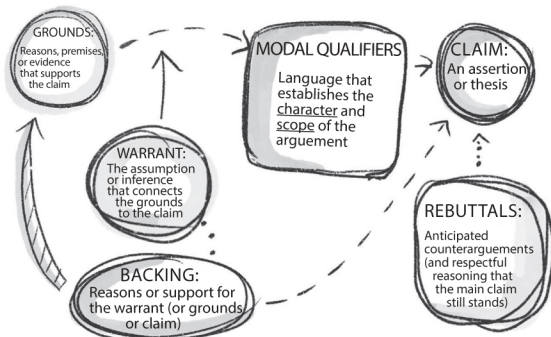 GROUNDS:
Reasons, premises,
or evidence
that supports
the claim
MODAL QUALIFIERS
Language that
establishes the
character and
scope of the
arguement
CLAIM:
An assertion
or thesis
WARRANT:
The assumption
or inference
that connects
the grounds
to the claim
REBUTTALS:
Anticipated
counterarguements
(and respectful
reasoning that
the main claim
still stands)
BACKING:
Reasons or support for
the warrant (or grounds
or claim)